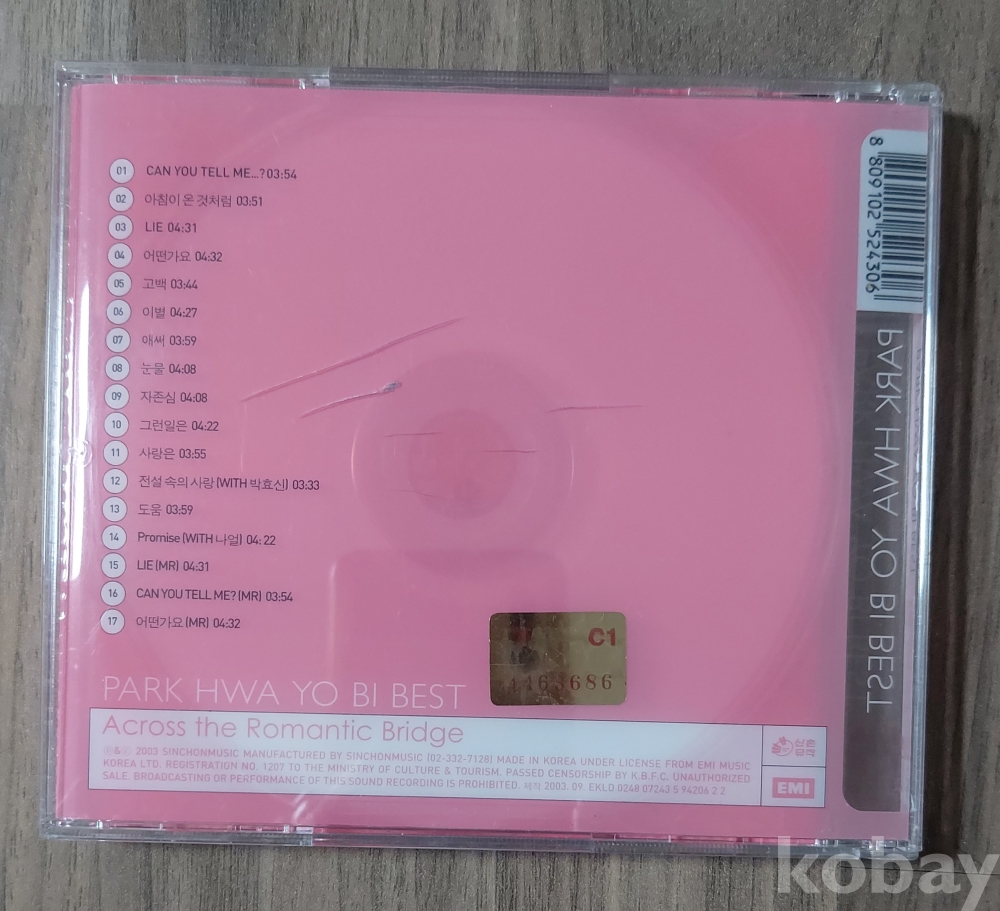 01 CAN YOU TELL ME...? 03:54
02 아침이 온 것처럼 03:51
03 LIE 04:31
04 어떤가요 04:32
05 고백 03:44
06 이별 04:27
07 애써 03:59
08 눈물 04:08
09 자존심 04:08
10 그런일은 04:22
11 사랑은 03:55
12 전설 속의 사랑 (WITH 박효신) 03:33
13 도움 03:59
14 Promise (WITH 나얼) 04:22
15 LIE (MR) 04:31
16 CAN YOU TELL ME? (MR) 03:54
17 어떤가요 (MR) 04:32
C1
PARK HWA YO BI BEST
Across the Romantic Bridge
℗&© 2003 SINCHONMUSIC MANUFACTURED BY SINCHONMUSIC (02-332-7128) MADE IN KOREA UNDER LICENSE FROM EMI MUSIC
KOREA LTD. REGISTRATION NO. 1207 TO THE MINISTRY OF CULTURE & TOURISM. PASSED CENSORSHIP BY K.B.F.C. UNAUTHORIZED
SALE. BROADCASTING OR PERFORMANCE OF THIS SOUND RECORDING IS PROHIBITED. 제작 2003. 09. EKLD 0248 07243 5 94206 2 2
신촌
음악
EMI
8 809102 524306
PARK HWA YO BI BEST
kobay